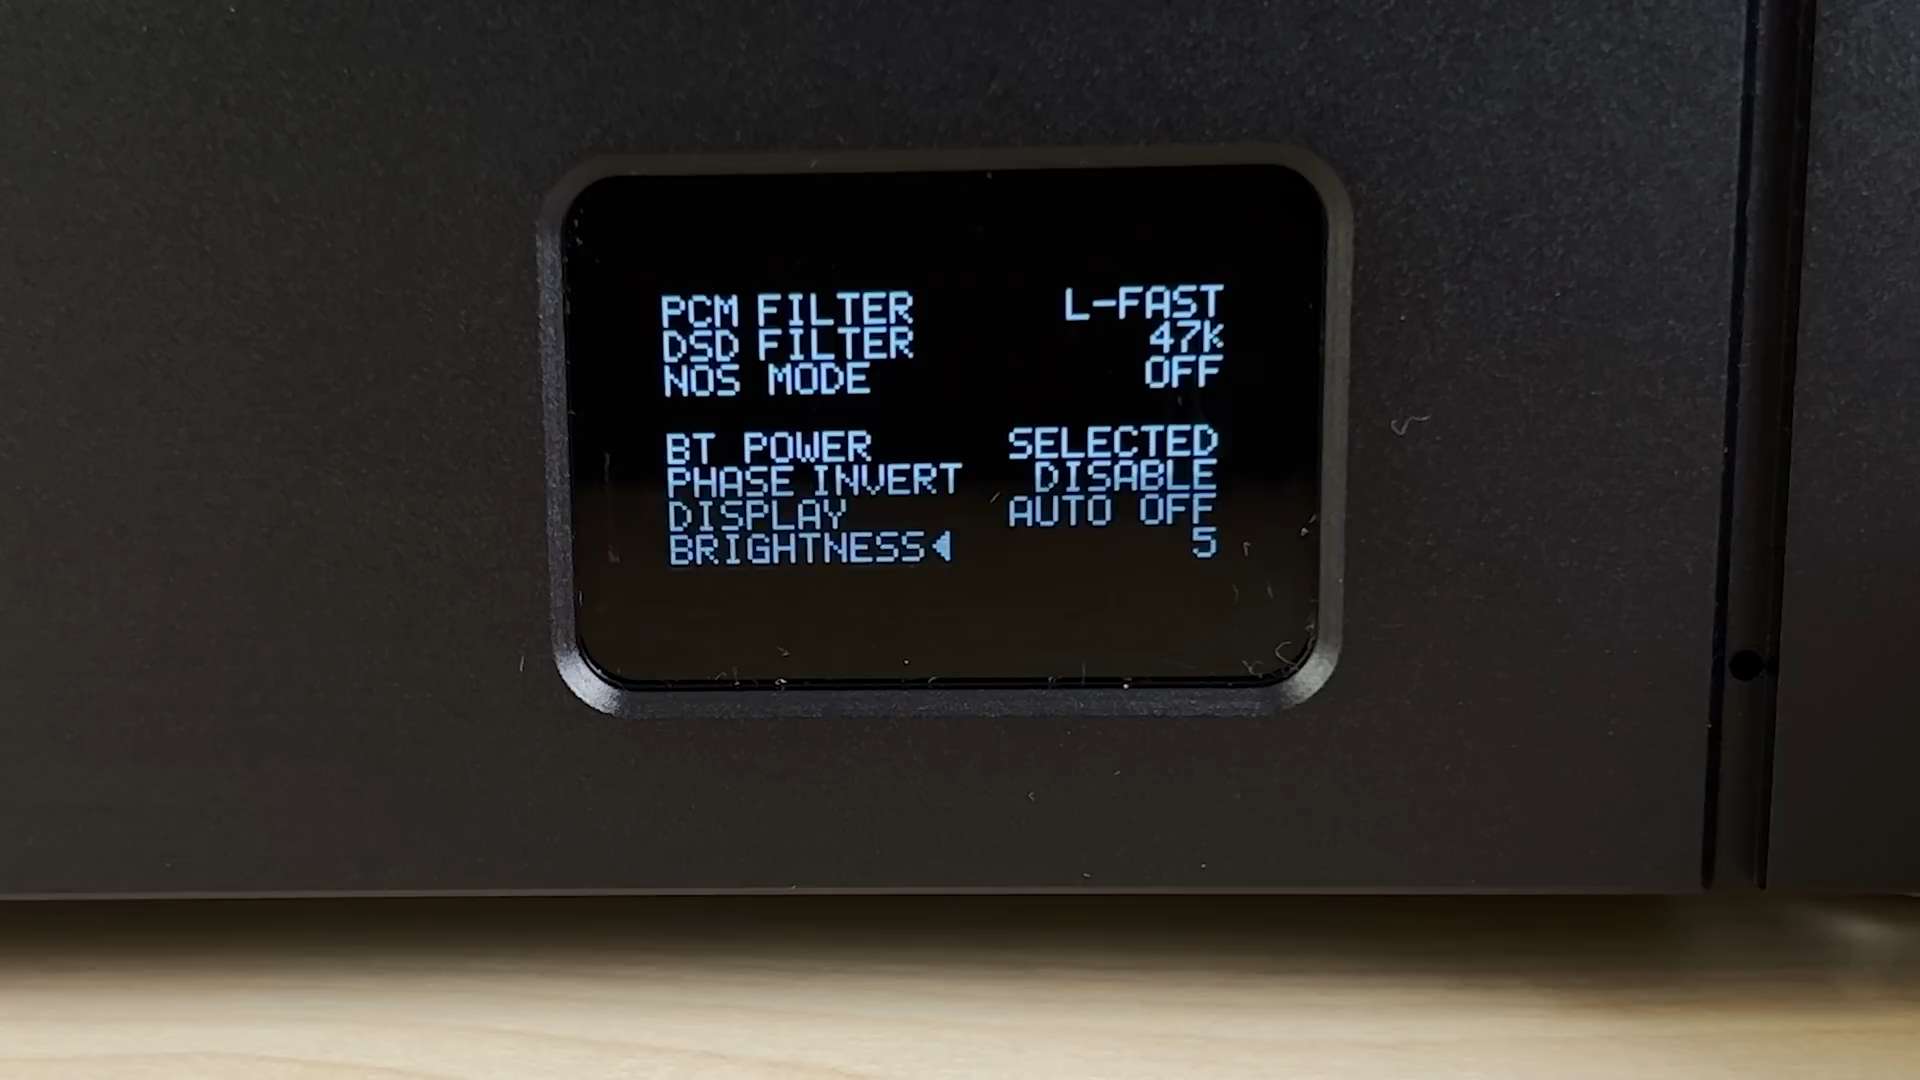 PCM FILTER L-FAST
DSD FILTER 47K
NOS MODE OFF
BT POWER SELECTED
PHASE INVERT DISABLE
DISPLAY AUTO OFF
BRIGHTNESS◀ 5